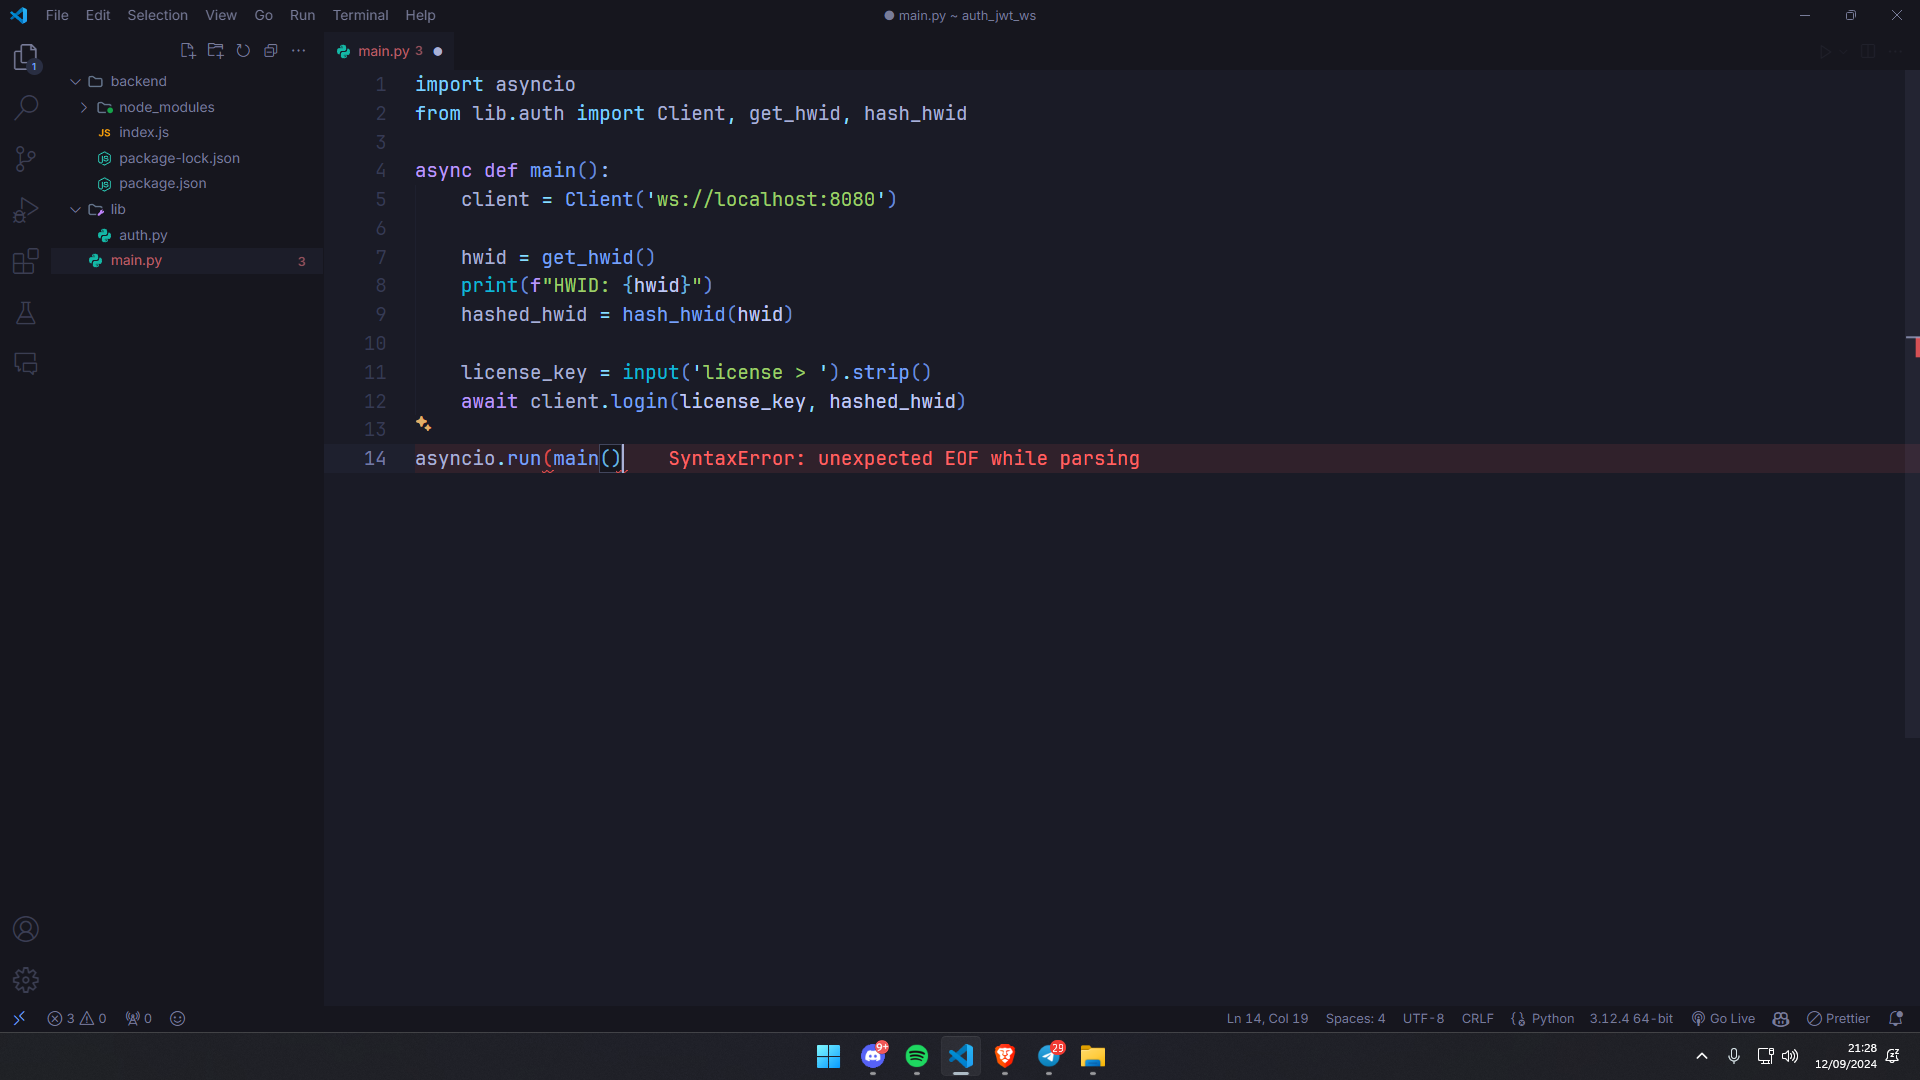 File Edit Selection View Go Run Terminal Help
● main.py ~ auth_jwt_ws
1
backend
node_modules
JS index.js
package-lock.json
package.json
lib
auth.py
main.py 3
main.py 3
1 import asyncio
2 from lib.auth import Client, get_hwid, hash_hwid
3
4 async def main():
5     client = Client('ws://localhost:8080')
6
7     hwid = get_hwid()
8     print(f"HWID: {hwid}")
9     hashed_hwid = hash_hwid(hwid)
10
11     license_key = input('license > ').strip()
12     await client.login(license_key, hashed_hwid)
13
14 asyncio.run(main() SyntaxError: unexpected EOF while parsing
3 0 0
Ln 14, Col 19 Spaces: 4 UTF-8 CRLF { } Python 3.12.4 64-bit Go Live Prettier
9+ 29
21:28
12/09/2024